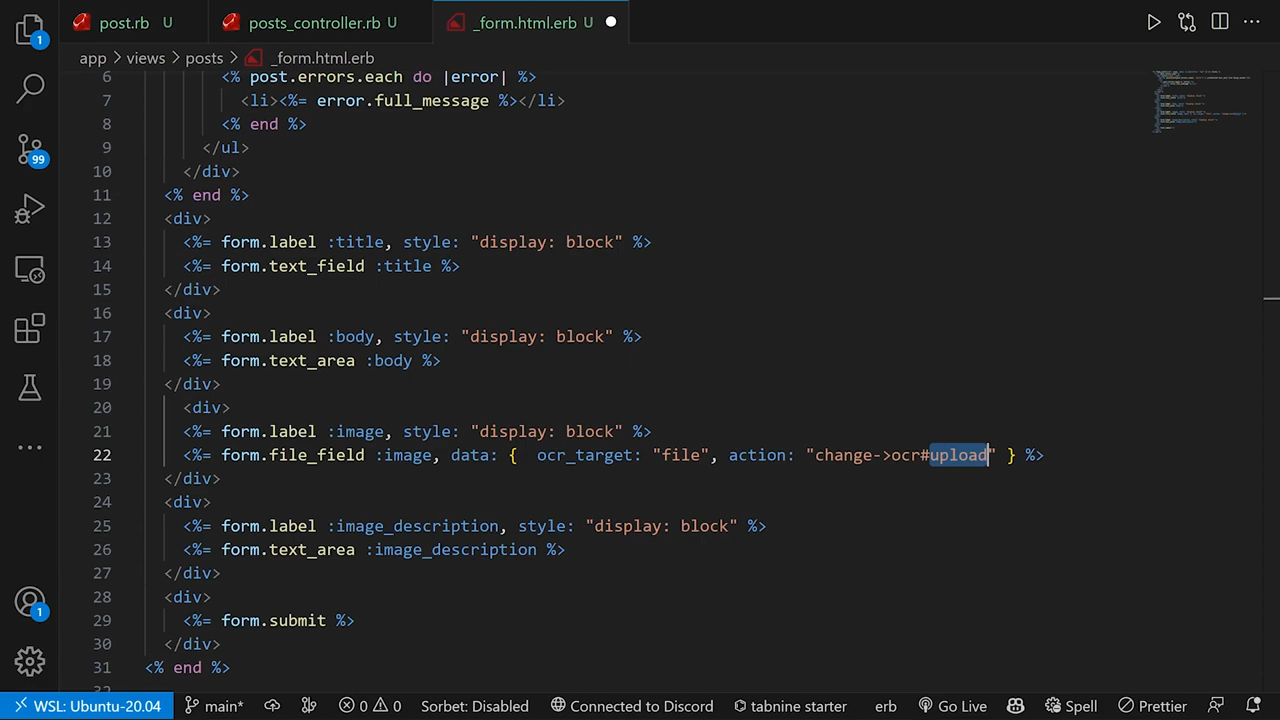 post.rb U posts_controller.rb U _form.html.erb U
app > views > posts > _form.html.erb
6 <% post.errors.each do |error| %>
7 <li><%= error.full_message %></li>
8 <% end %>
9 </ul>
10 </div>
11 <% end %>
12 <div>
13 <%= form.label :title, style: "display: block" %>
14 <%= form.text_field :title %>
15 </div>
16 <div>
17 <%= form.label :body, style: "display: block" %>
18 <%= form.text_area :body %>
19 </div>
20 <div>
21 <%= form.label :image, style: "display: block" %>
22 <%= form.file_field :image, data: {  ocr_target: "file", action: "change->ocr#upload" } %>
23 </div>
24 <div>
25 <%= form.label :image_description, style: "display: block" %>
26 <%= form.text_area :image_description %>
27 </div>
28 <div>
29 <%= form.submit %>
30 </div>
31 <% end %>
1
99
1
WSL: Ubuntu-20.04 main* 0 0 Sorbet: Disabled Connected to Discord tabnine starter erb Go Live Spell Prettier